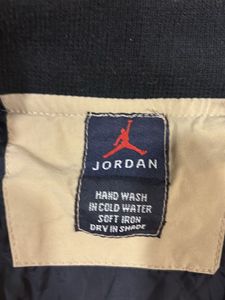 JORDAN
HAND WASH
IN COLD WATER
SOFT IRON
DRY IN SHADE